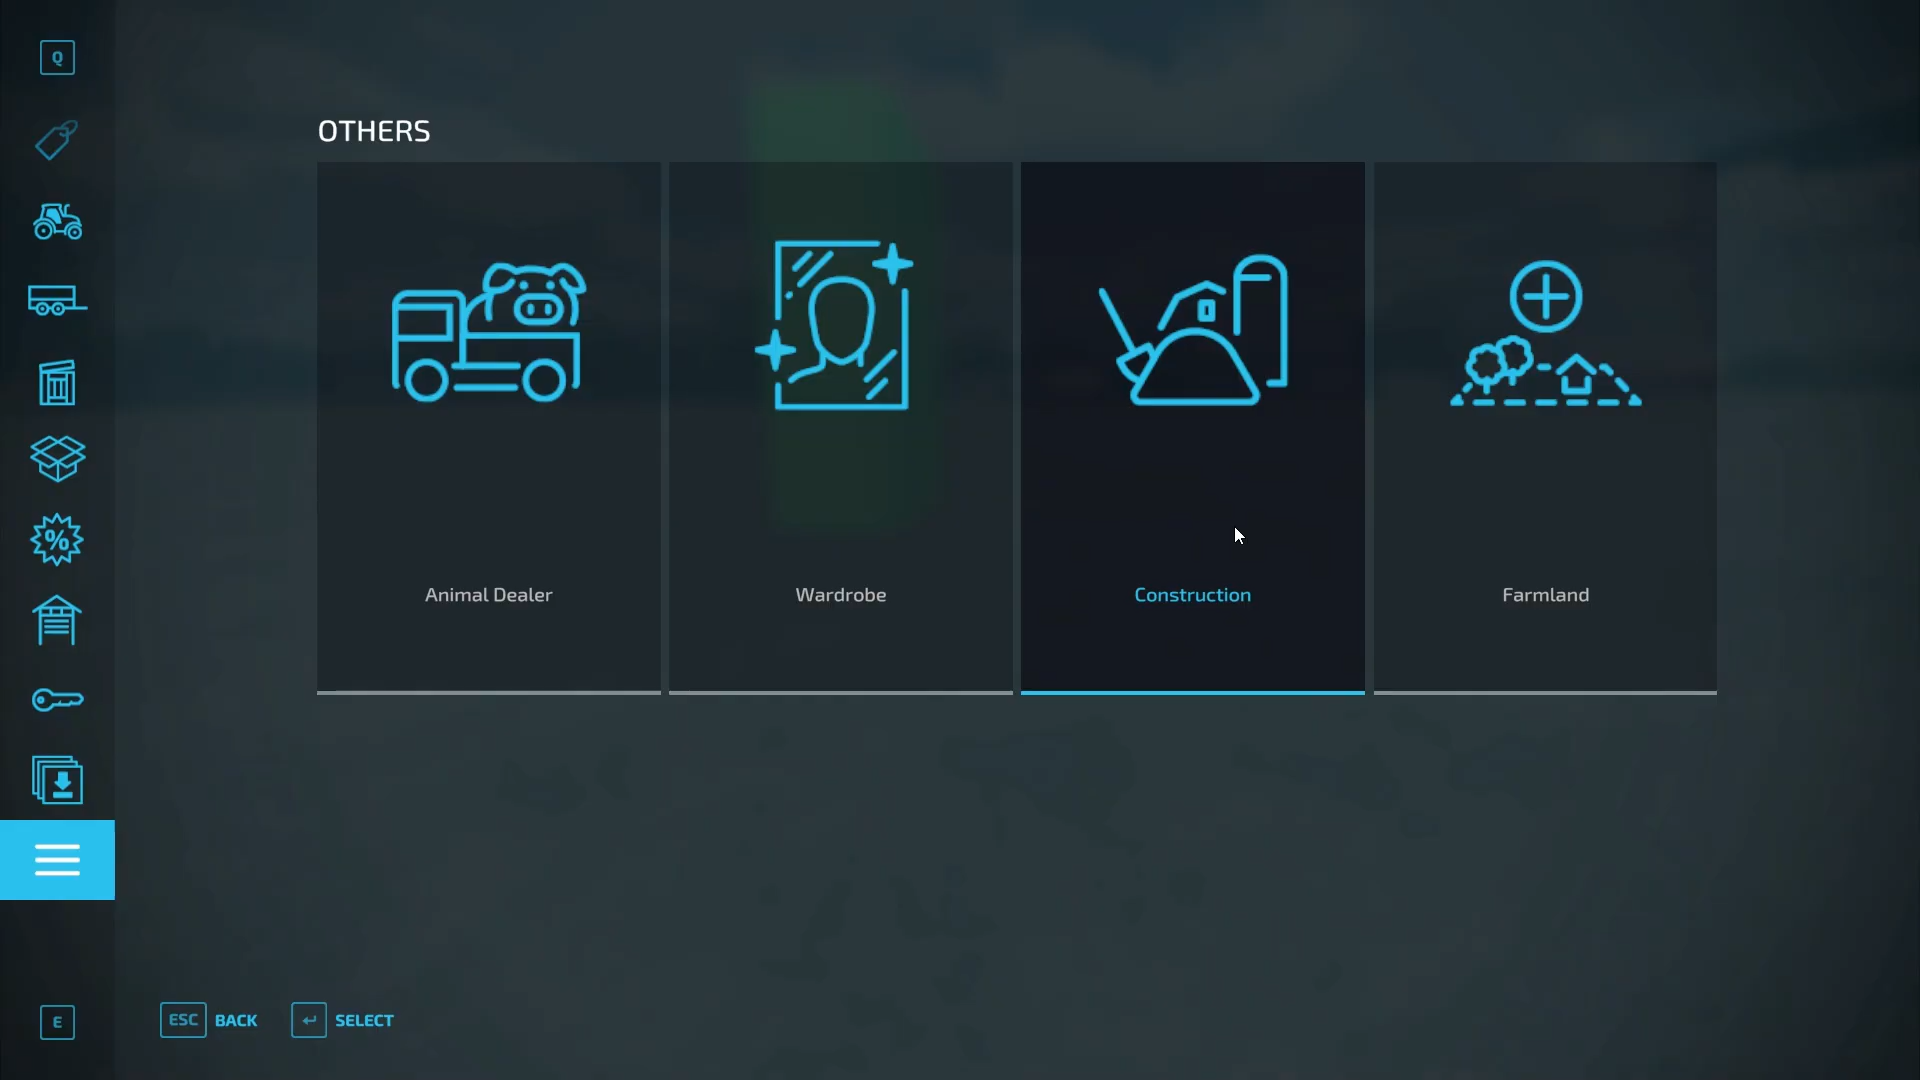 Q
OTHERS
Animal Dealer
Wardrobe
Construction
Farmland
E
ESC BACK
SELECT